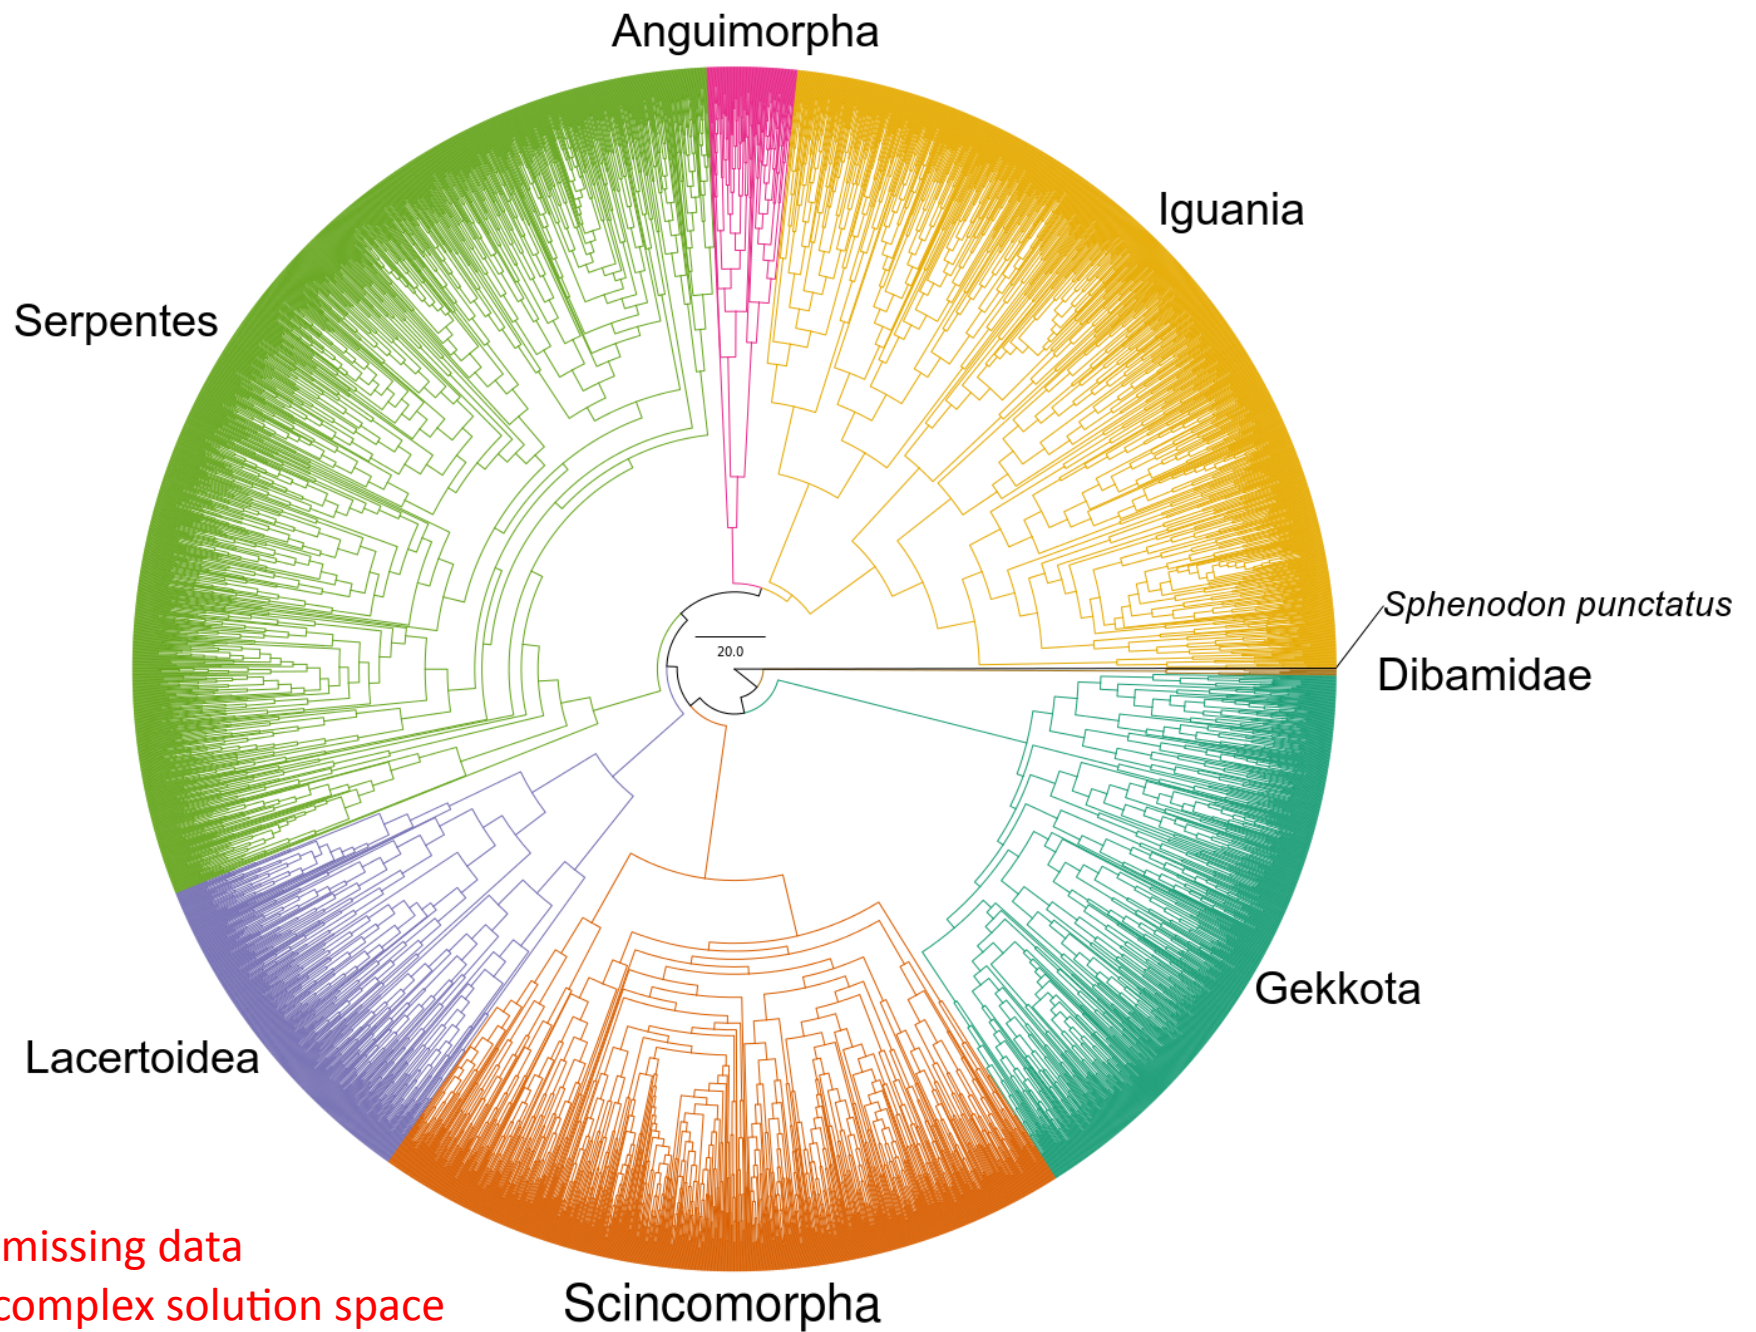 Anguimorpha
Iguania
Serpentes
Sphenodon punctatus
20.0
Dibamidae
Gekkota
Lacertoidea
missing data
complex solution space
Scincomorpha